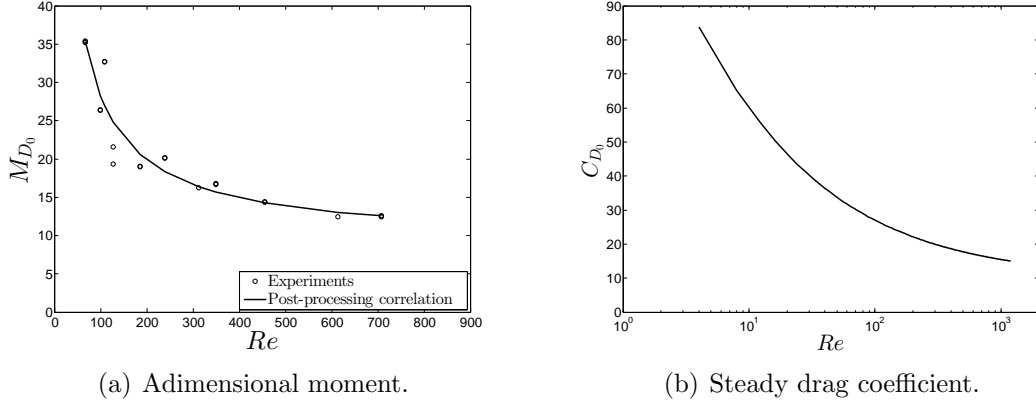 40
35
30
25
20
15
10
5
0
M_{D_0}
0 100 200 300 400 500 600 700 800 900
Re
Experiments
Post-processing correlation
(a) Adimensional moment.
90
80
70
60
50
40
30
20
10
0
C_{D_0}
10^0 10^1 10^2 10^3
Re
(b) Steady drag coefficient.